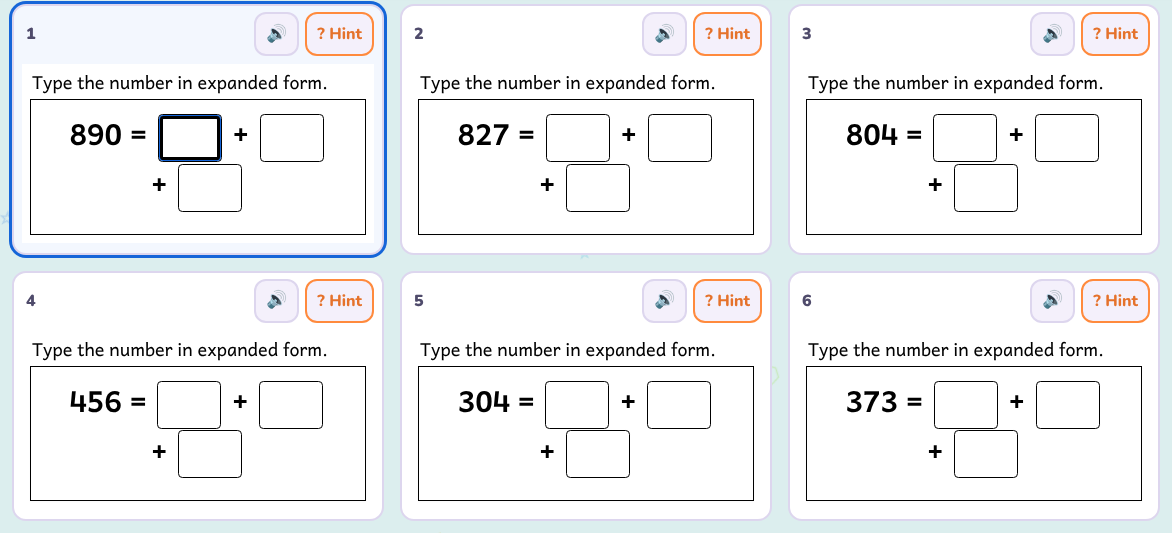 1 ? Hint
Type the number in expanded form.
890 = +
+
2 ? Hint
Type the number in expanded form.
827 = +
+
3 ? Hint
Type the number in expanded form.
804 = +
+
4 ? Hint
Type the number in expanded form.
456 = +
+
5 ? Hint
Type the number in expanded form.
304 = +
+
6 ? Hint
Type the number in expanded form.
373 = +
+